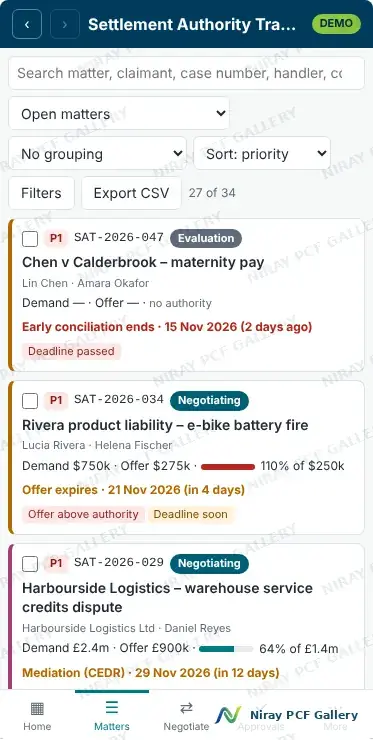 ‹ › Settlement Authority Tra... DEMO
Search matter, claimant, case number, handler, co
Open matters
No grouping Sort: priority
Filters Export CSV 27 of 34
P1 SAT-2026-047 Evaluation
Chen v Calderbrook – maternity pay
Lin Chen · Amara Okafor
Demand — · Offer — · no authority
Early conciliation ends · 15 Nov 2026 (2 days ago)
Deadline passed
P1 SAT-2026-034 Negotiating
Rivera product liability – e-bike battery fire
Lucia Rivera · Helena Fischer
Demand $750k · Offer $275k · 110% of $250k
Offer expires · 21 Nov 2026 (in 4 days)
Offer above authority Deadline soon
P1 SAT-2026-029 Negotiating
Harbourside Logistics – warehouse service
credits dispute
Harbourside Logistics Ltd · Daniel Reyes
Demand £2.4m · Offer £900k · 64% of £1.4m
Mediation (CEDR) · 29 Nov 2026 (in 12 days)
Home Matters Negotiate Approvals More
Niray PCF Gallery
NIRAY PCF GALLERY